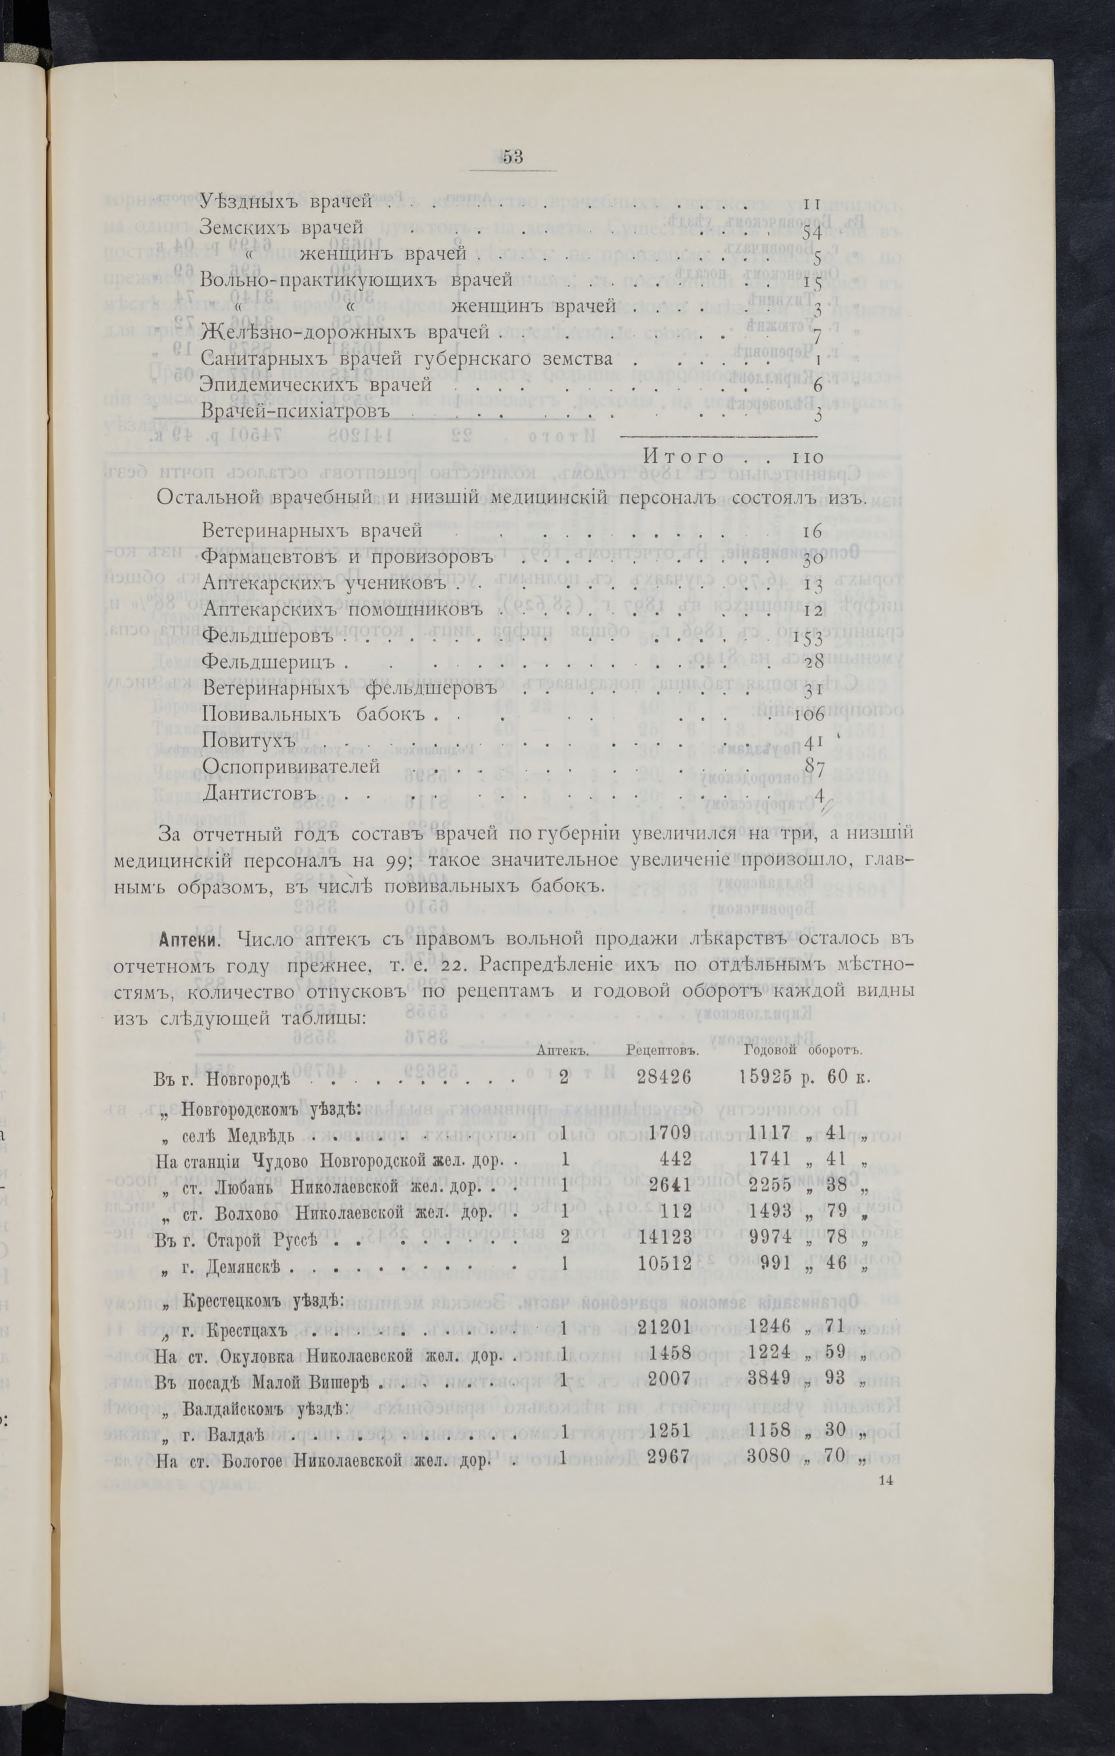 53
Уѣздныхъ врачей . . . . . . . . . . . 11
Земскихъ врачей . . . . . . . . . . 54
« женщинъ врачей . . . . . . . . . 5
Вольно-практикующихъ врачей . . . . . . . 15
« « женщинъ врачей . . . . . . 3
Желѣзно-дорожныхъ врачей . . . . . . . . 7
Санитарныхъ врачей губернскаго земства . . . . . 1
Эпидемическихъ врачей . . . . . . . . 6
Врачей-психіатровъ . . . . . . . . . 3
Итого . . 110
Остальной врачебный и низшій медицинскій персоналъ состоялъ изъ.
Ветеринарныхъ врачей . . . . . . . . . 16
Фармацевтовъ и провизоровъ . . . . . . . . . . 30
Аптекарскихъ учениковъ . . . . . . . . . . . 13
Аптекарскихъ помошниковъ . . . . . . . . . . 12
Фельдшеровъ . . . . . . . . . . . . . 153
Фельдшерицъ . . . . . . . . . . . . . 28
Ветеринарныхъ фельдшеровъ . . . . . . . . 31
Повивальныхъ бабокъ . . . . . . . . . 106
Повитухъ . . . . . . . . . . . . 41
Оспопрививателей . . . . . . . . . . . 87
Дантистовъ . . . . . . . . . . . . 4
За отчетный годъ составъ врачей по губерніи увеличился на три, а низшій
медицинскій персоналъ на 99; такое значительное увеличеніе произошло, глав-
нымъ образомъ, въ числѣ повивальныхъ бабокъ.
Аптеки. Число аптекъ съ правомъ вольной продажи лѣкарствъ осталось въ
отчетномъ году прежнее, т. е. 22. Распредѣленіе ихъ по отдѣльнымъ мѣстно-
стямъ, количество отпусковъ по рецептамъ и годовой оборотъ каждой видны
изъ слѣдующей таблицы:
Аптекъ. Рецептовъ. Годовой оборотъ.
Въ г. Новгородѣ . . . . . . . . . . 2 28426 15925 р. 60 к.
„ Новгородскомъ уѣздѣ:
„ селѣ Медвѣдь . . . . . . . . . . 1 1709 1117 „ 41 „
На станціи Чудово Новгородской жел. дор. . 1 442 1741 „ 41 „
„ ст. Любань Николаевской жел. дор. . . 1 2641 2255 „ 38 „
„ ст. Волхово Николаевской жел. дор. . 1 112 1493 „ 79 „
Въ г. Старой Руссѣ . . . . . . . . 2 14123 9974 „ 78 „
„ г. Демянскѣ . . . . . . . . . . 1 10512 991 „ 46 „
„ Крестецкомъ уѣздѣ:
„ г. Крестцахъ . . . . . . . . . . 1 21201 1246 „ 71 „
На ст. Окуловка Николаевской жел. дор. . 1 1458 1224 „ 59 „
Въ посадѣ Малой Вишерѣ . . . . . . . 1 2007 3849 „ 93 „
„ Валдайскомъ уѣздѣ:
„ г. Валдаѣ . . . . . . . . . . . 1 1251 1158 „ 30 „
На ст. Бологое Николаевской жел. дор. . 1 2967 3080 „ 70 „
14